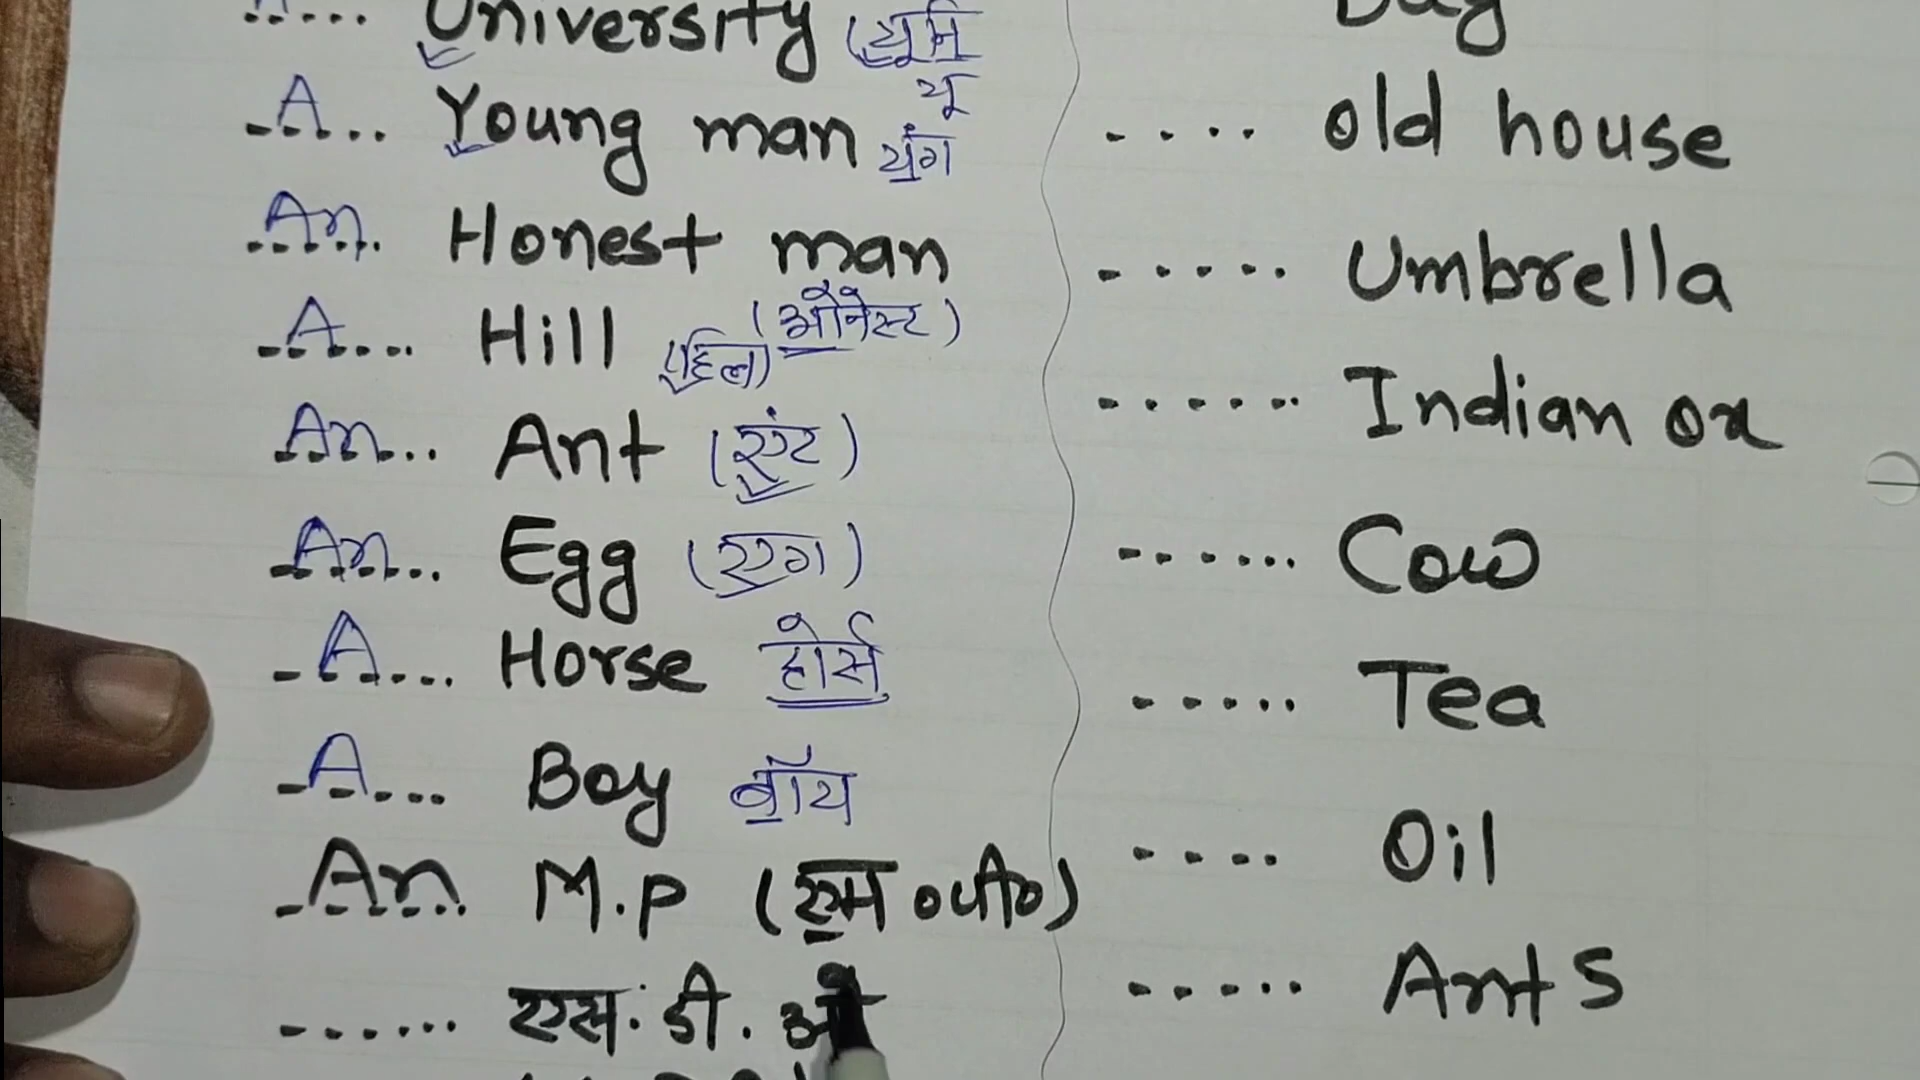 University (यूनि
यू
A Young man यंग
An Honest man
(औनेस्ट)
A Hill (हिल)
An Ant (एंट)
An Egg (एग)
A Horse होर्स
A Boy बॉय
An M.P (एम०पी०)
...... एस. डी. ओ
.... old house
..... Umbrella
...... Indian ox
...... Cow
..... Tea
.... Oil
..... Ants